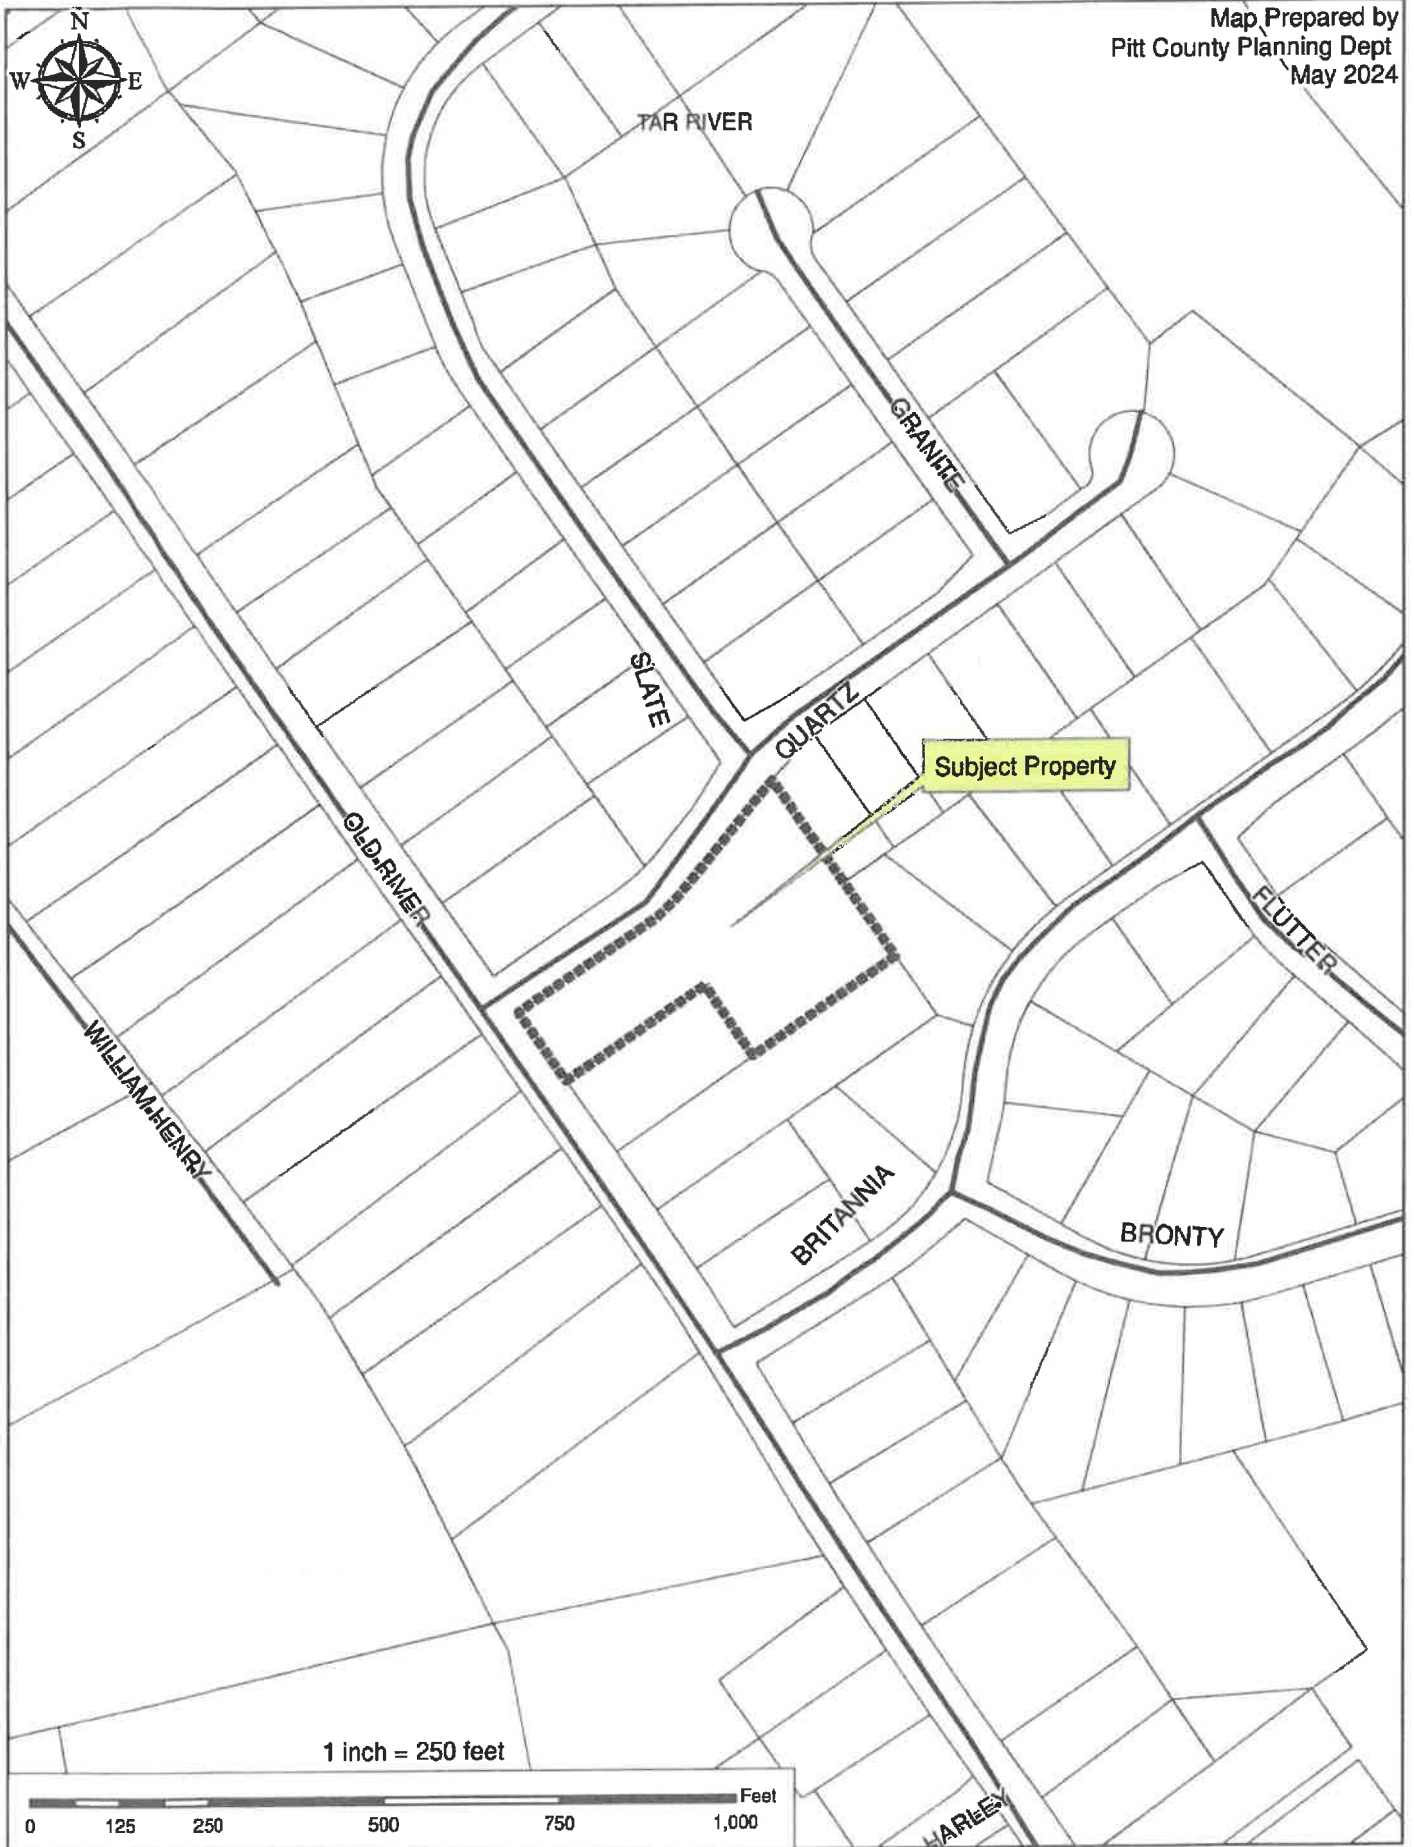 Map Prepared by
Pitt County Planning Dept
May 2024
N
W E
S
TAR RIVER
GRANITE
SLATE
QUARTZ
Subject Property
OLD RIVER
FLUTTER
WILLIAM HENRY
BRITANNIA
BRONTY
1 inch = 250 feet
Feet
0 125 250 500 750 1,000
HARLEY